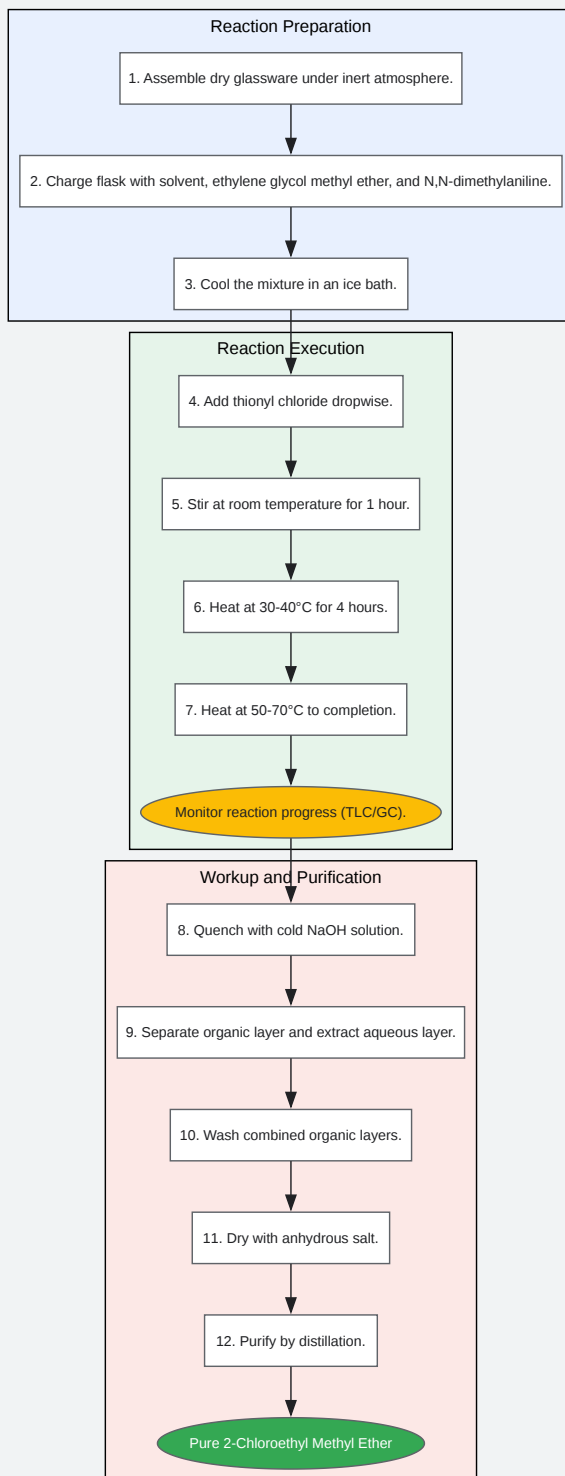 Reaction Preparation
1. Assemble dry glassware under inert atmosphere.
2. Charge flask with solvent, ethylene glycol methyl ether, and N,N-dimethylaniline.
3. Cool the mixture in an ice bath.
Reaction Execution
4. Add thionyl chloride dropwise.
5. Stir at room temperature for 1 hour.
6. Heat at 30-40°C for 4 hours.
7. Heat at 50-70°C to completion.
Monitor reaction progress (TLC/GC).
Workup and Purification
8. Quench with cold NaOH solution.
9. Separate organic layer and extract aqueous layer.
10. Wash combined organic layers.
11. Dry with anhydrous salt.
12. Purify by distillation.
Pure 2-Chloroethyl Methyl Ether